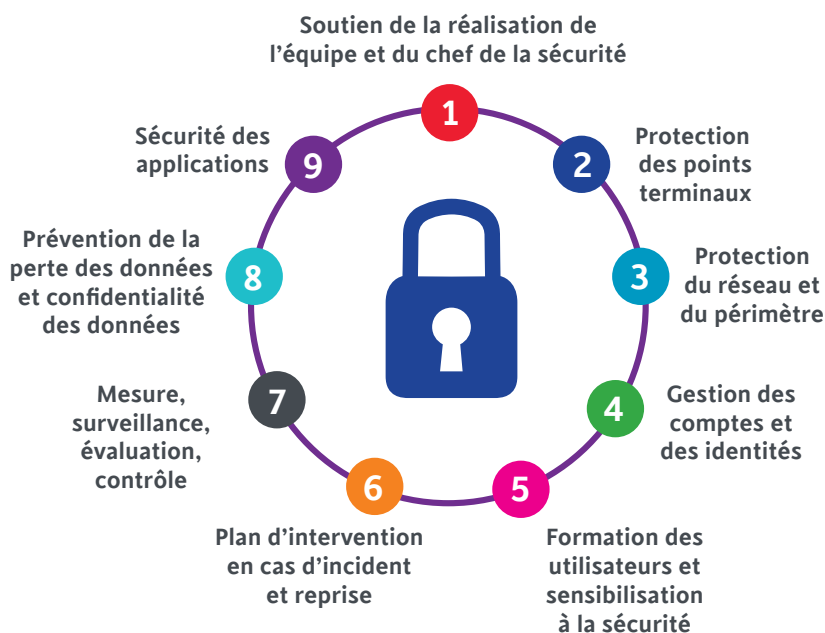 Soutien de la réalisation de
l'équipe et du chef de la sécurité
1
2
Protection
des points
terminaux
3
Protection
du réseau et
du périmètre
4
Gestion des
comptes et
des identités
5
Formation des
utilisateurs et
sensibilisation
à la sécurité
6
Plan d'intervention
en cas d'incident
et reprise
7
Mesure,
surveillance,
évaluation,
contrôle
8
Prévention de la
perte des données
et confidentialité
des données
9
Sécurité des
applications